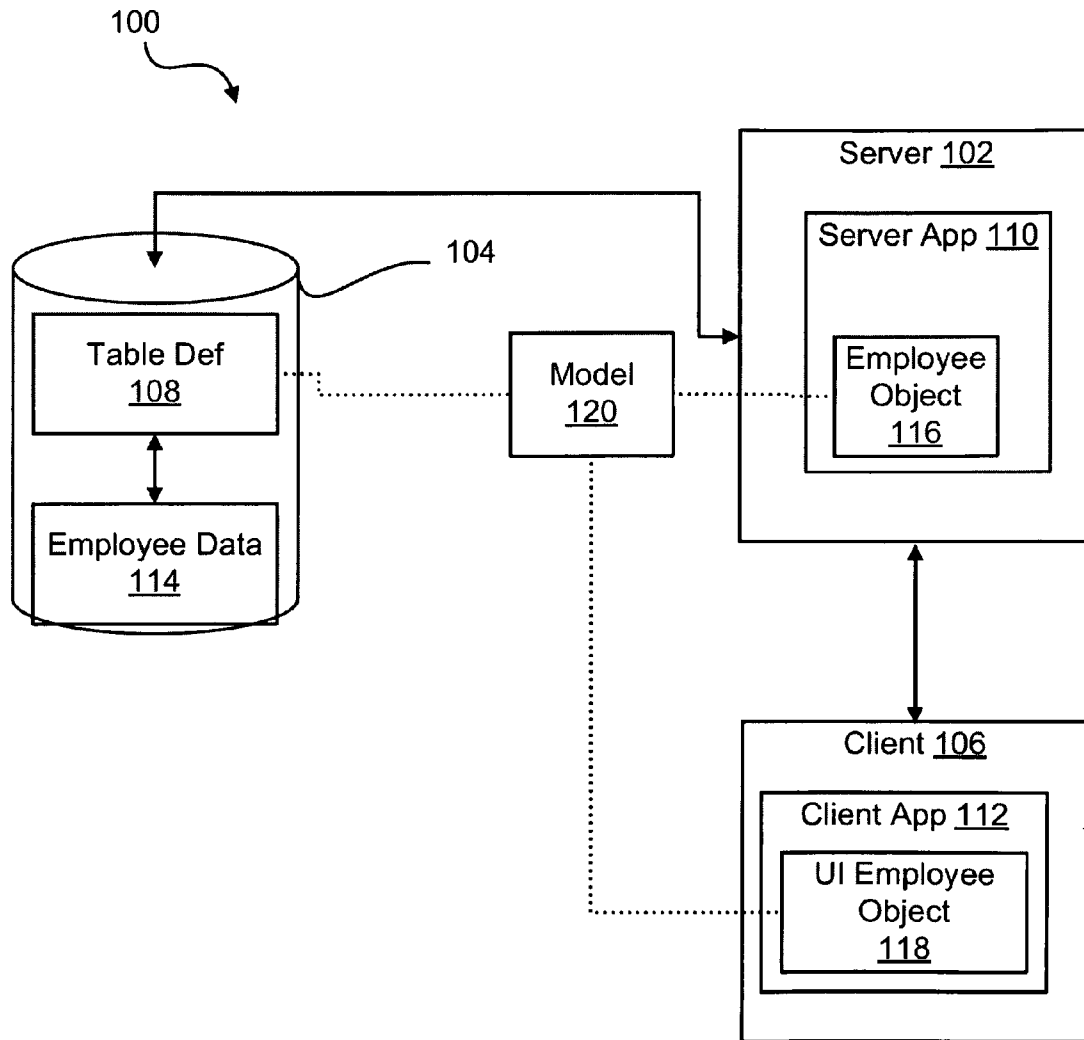 100
Server 102
Server App 110
104
Table Def
108
Model
120
Employee
Object
116
Employee Data
114
Client 106
Client App 112
UI Employee
Object
118